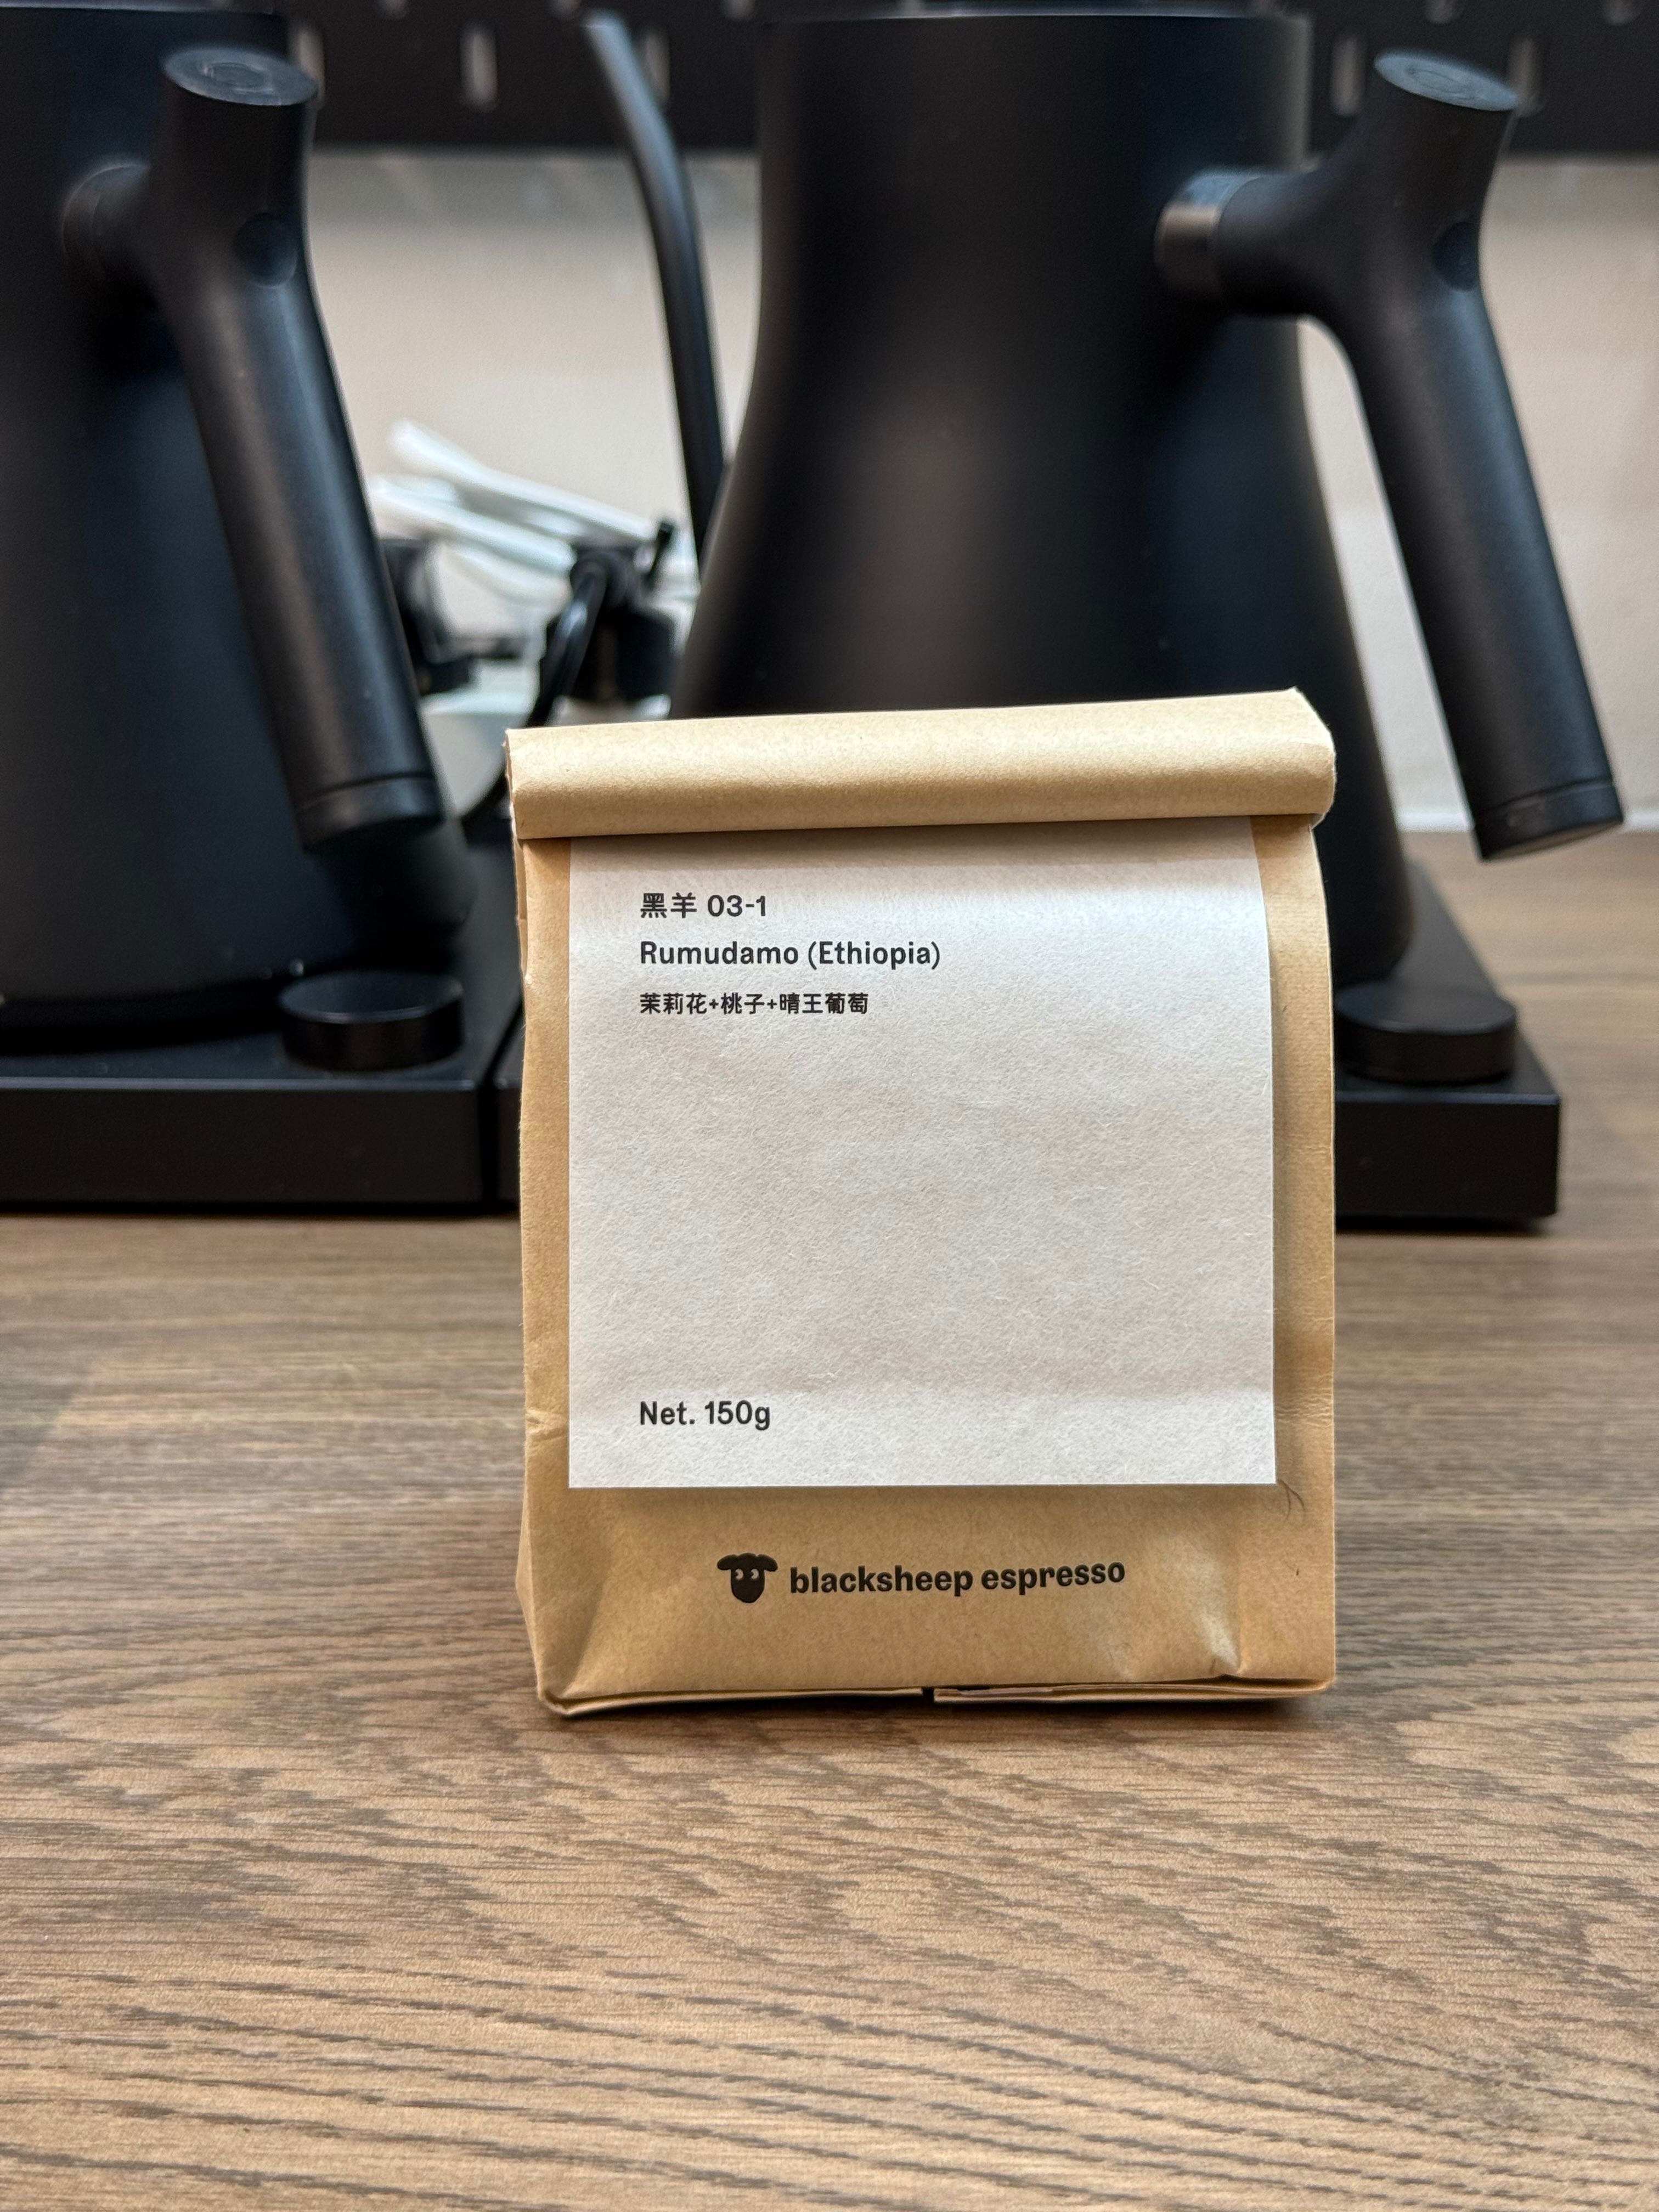 黑羊 03-1
Rumudamo (Ethiopia)
茉莉花+桃子+晴王葡萄
Net. 150g
blacksheep espresso